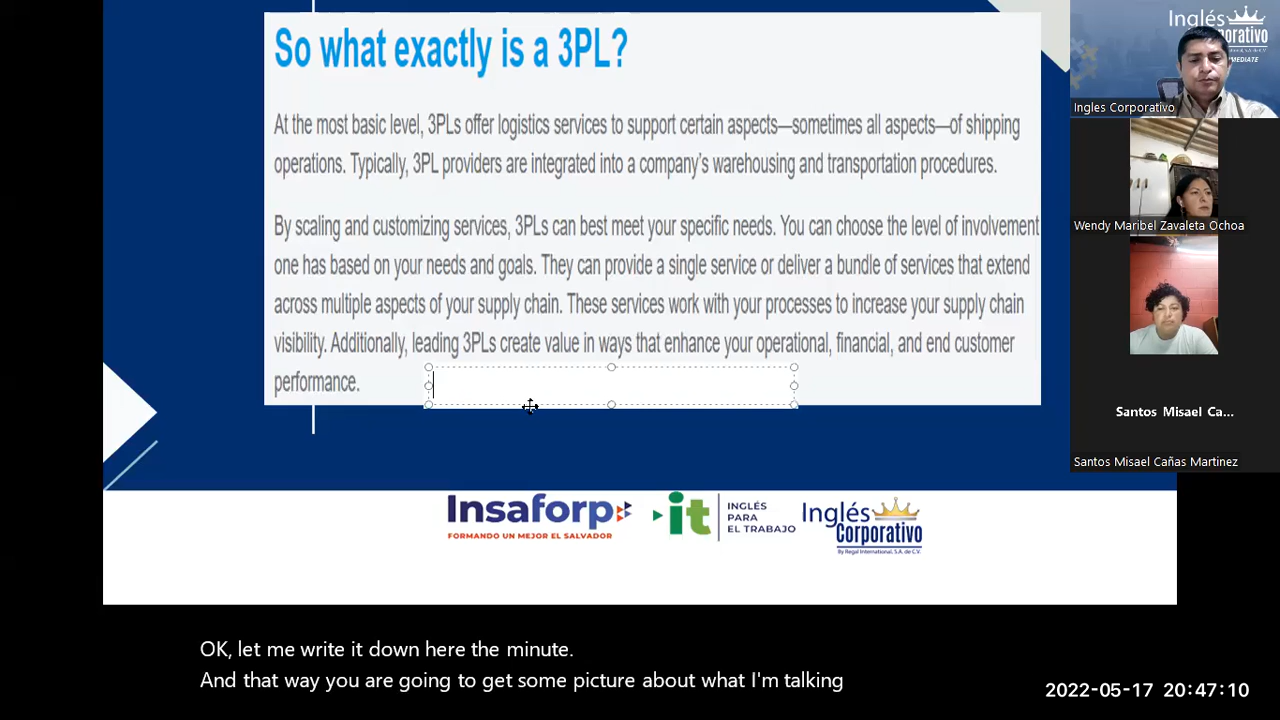 So what exactly is a 3PL?
At the most basic level, 3PLs offer logistics services to support certain aspects—sometimes all aspects—of shipping
operations. Typically, 3PL providers are integrated into a company's warehousing and transportation procedures.
By scaling and customizing services, 3PLs can best meet your specific needs. You can choose the level of involvement
one has based on your needs and goals. They can provide a single service or deliver a bundle of services that extend
across multiple aspects of your supply chain. These services work with your processes to increase your supply chain
visibility. Additionally, leading 3PLs create value in ways that enhance your operational, financial, and end customer
performance.
Insaforp
FORMANDO UN MEJOR EL SALVADOR
it
INGLÉS
PARA
EL TRABAJO
Inglés
Corporativo
By Regal International, S.A. de C.V.
Inglés
Ingles Corporativo
Wendy Maribel Zavaleta Ochoa
Santos Misael Ca...
Santos Misael Cañas Martinez
OK, let me write it down here the minute.
And that way you are going to get some picture about what I'm talking
2022-05-17 20:47:10